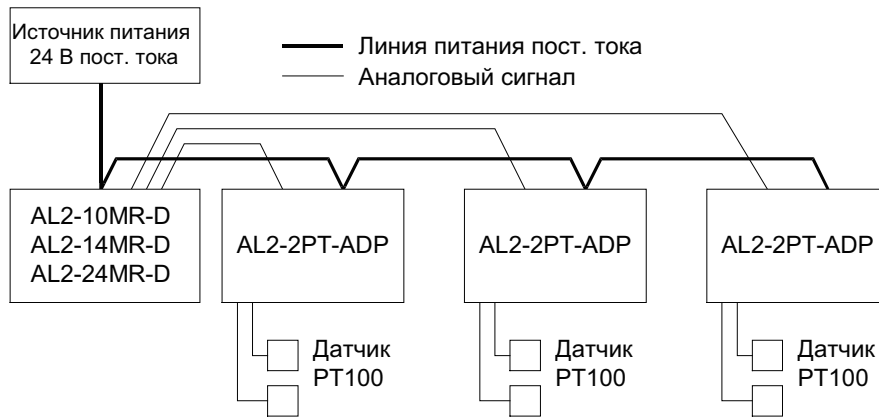 Источник питания
24 В пост. тока
Линия питания пост. тока
Аналоговый сигнал
AL2-10MR-D
AL2-14MR-D
AL2-24MR-D
AL2-2PT-ADP
AL2-2PT-ADP
AL2-2PT-ADP
Датчик
PT100
Датчик
PT100
Датчик
PT100